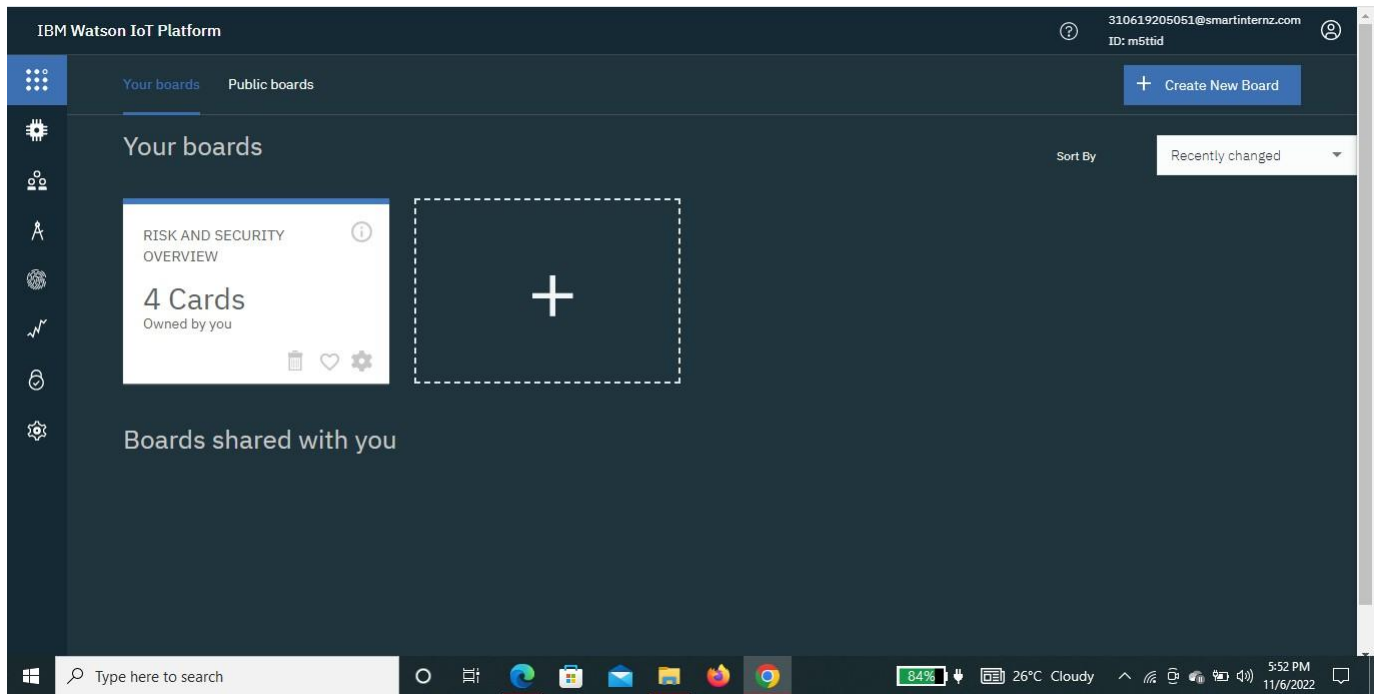 IBM Watson IoT Platform
310619205051@smartinternz.com
ID: m5ttid
Your boards
Public boards
Create New Board
Your boards
Sort By
Recently changed
RISK AND SECURITY
OVERVIEW
4 Cards
Owned by you
Boards shared with you
Type here to search
84%
26°C Cloudy
5:52 PM
11/6/2022